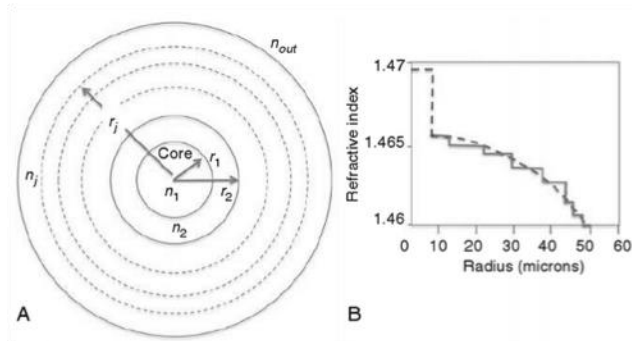 n_out
r_j
Core
r_1
n_j
n_1
r_2
n_2
A
B
1.47
1.465
1.46
Refractive index
0 10 20 30 40 50 60
Radius (microns)